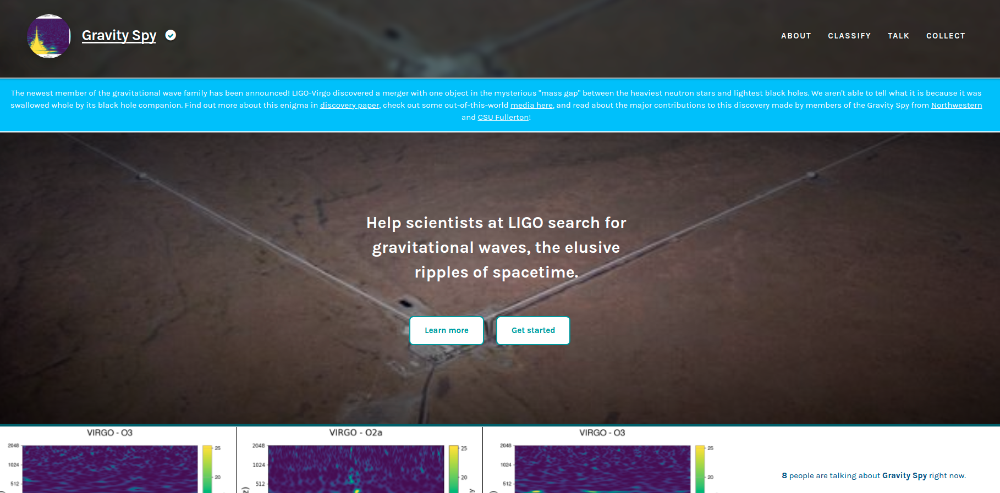 Gravity Spy
ABOUT CLASSIFY TALK COLLECT
The newest member of the gravitational wave family has been announced! LIGO-Virgo discovered a merger with one object in the mysterious "mass gap" between the heaviest neutron stars and lightest black holes. We aren't able to tell what it is because it was
swallowed whole by its black hole companion. Find out more about this enigma in discovery paper, check out some out-of-this-world media here, and read about the major contributions to this discovery made by members of the Gravity Spy from Northwestern
and CSU Fullerton!
Help scientists at LIGO search for
gravitational waves, the elusive
ripples of spacetime.
Learn more
Get started
VIRGO - O3
2048
1024
512
25
20
VIRGO - O2a
2048
1024
512
25
20
VIRGO - O3
2048
1024
512
25
20
8 people are talking about Gravity Spy right now.